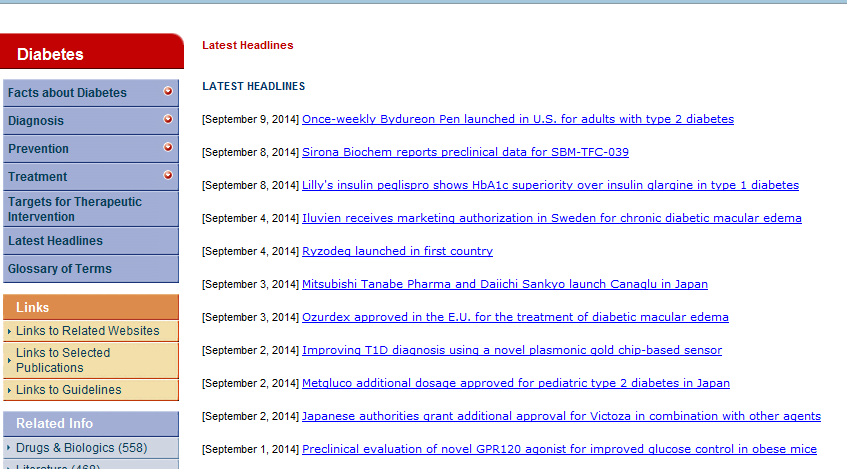 Diabetes
Facts about Diabetes
Diagnosis
Prevention
Treatment
Targets for Therapeutic
Intervention
Latest Headlines
Glossary of Terms
Links
Links to Related Websites
Links to Selected
Publications
Links to Guidelines
Related Info
Drugs & Biologics (558)
Literature (468)
Latest Headlines
LATEST HEADLINES
[September 9, 2014] Once-weekly Bydureon Pen launched in U.S. for adults with type 2 diabetes
[September 8, 2014] Sirona Biochem reports preclinical data for SBM-TFC-039
[September 8, 2014] Lilly's insulin peglispro shows HbA1c superiority over insulin glargine in type 1 diabetes
[September 4, 2014] Iluvien receives marketing authorization in Sweden for chronic diabetic macular edema
[September 4, 2014] Ryzodeg launched in first country
[September 3, 2014] Mitsubishi Tanabe Pharma and Daiichi Sankyo launch Canaglu in Japan
[September 3, 2014] Ozurdex approved in the E.U. for the treatment of diabetic macular edema
[September 2, 2014] Improving T1D diagnosis using a novel plasmonic gold chip-based sensor
[September 2, 2014] Metgluco additional dosage approved for pediatric type 2 diabetes in Japan
[September 2, 2014] Japanese authorities grant additional approval for Victoza in combination with other agents
[September 1, 2014] Preclinical evaluation of novel GPR120 agonist for improved glucose control in obese mice